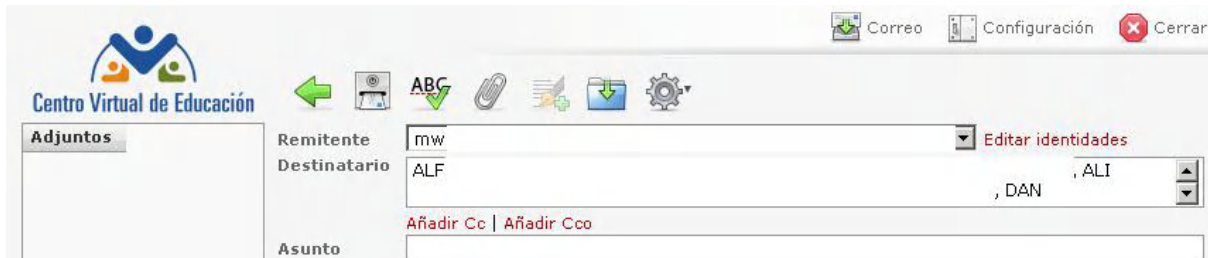 Correo Configuración Cerrar
Centro Virtual de Educación
ABC
Adjuntos
Remitente mw Editar identidades
Destinatario ALF , ALI
, DAN
Añadir Cc | Añadir Cco
Asunto